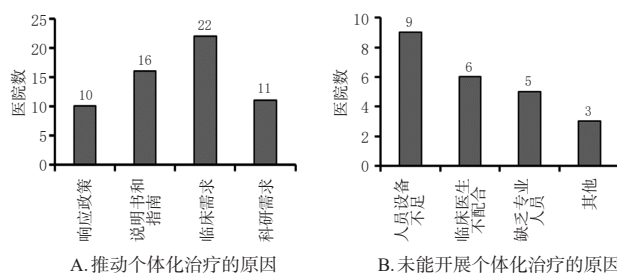 25
20
15
10
5
0
医院数
10
16
22
11
响应政策
说明书和
指南
临床需求
科研需求
A. 推动个体化治疗的原因
10
8
6
4
2
0
医院数
9
6
5
3
人员设备
不足
临床医生
不配合
缺乏专业
人员
其他
B. 未能开展个体化治疗的原因